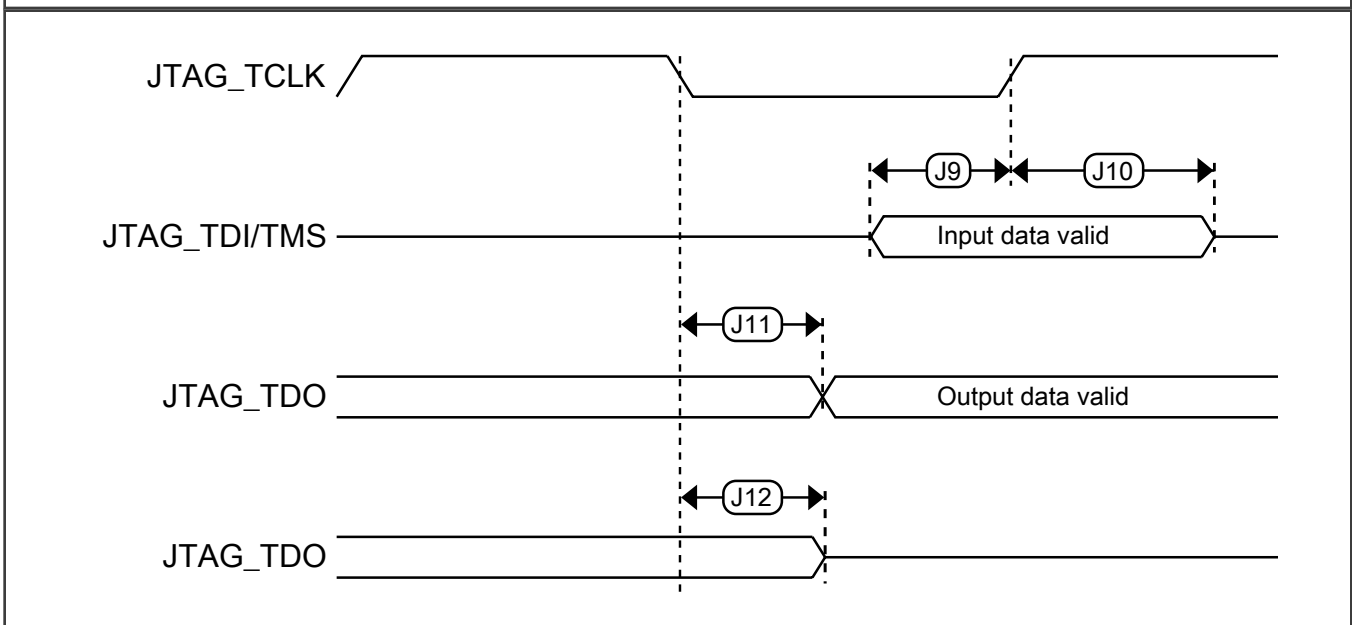 JTAG_TCLK
J9
J10
JTAG_TDI/TMS
Input data valid
J11
JTAG_TDO
Output data valid
J12
JTAG_TDO